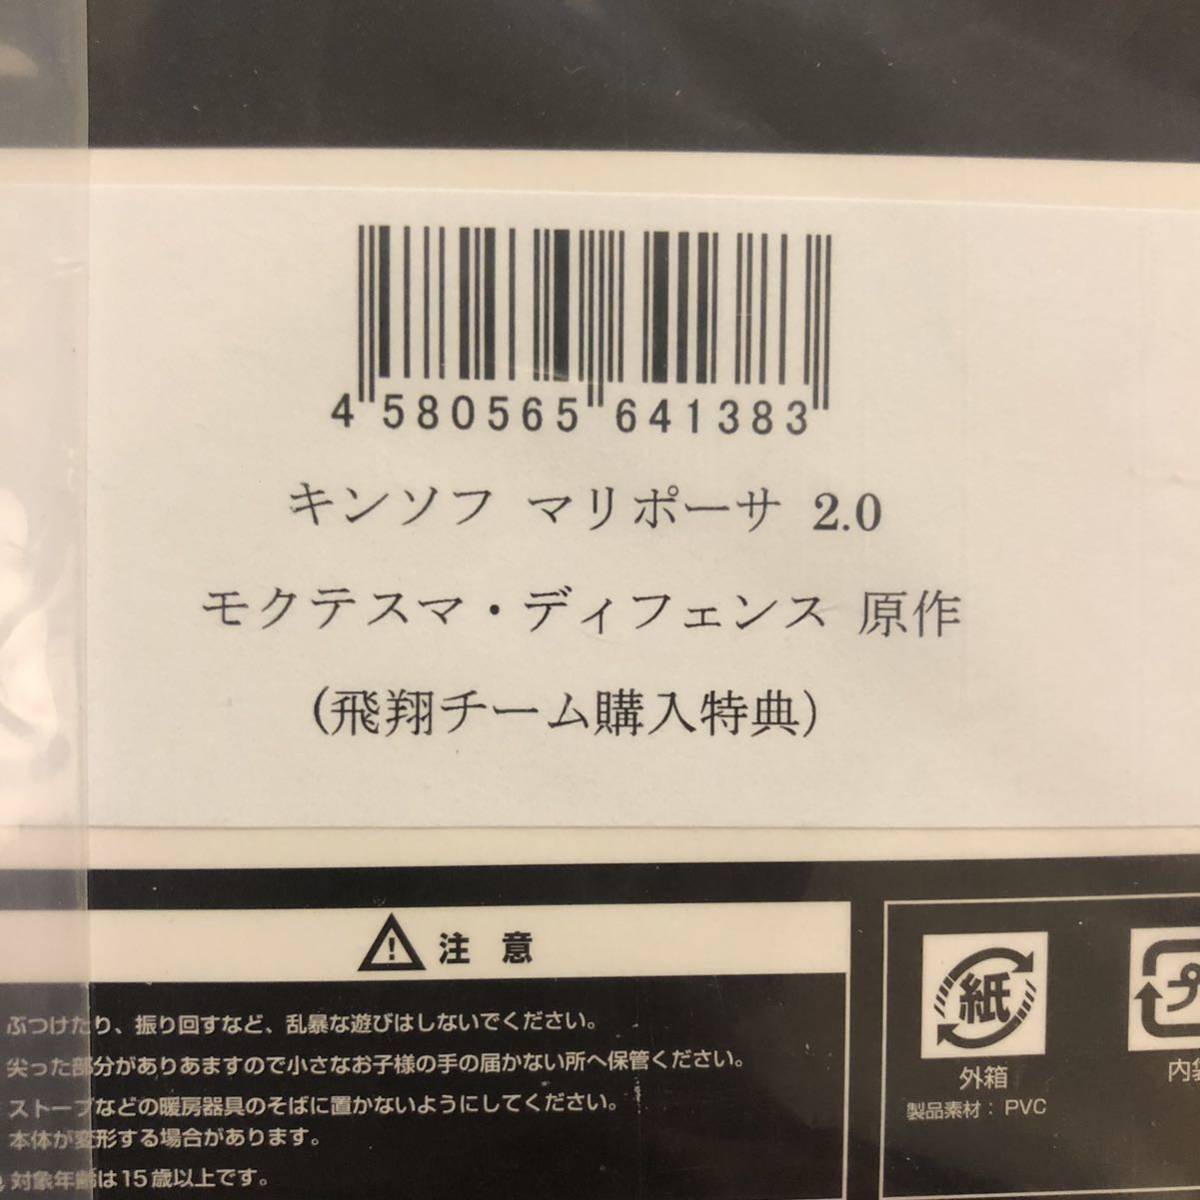 4 580565 641383
キンソフ マリポーサ 2.0
モクテスマ・ディフェンス 原作
(飛翔チーム購入特典)
注 意
ぶつけたり、振り回すなど、乱暴な遊びはしないでください。
尖った部分がありあますので小さなお子様の手の届かない所へ保管ください。
ストーブなどの暖房器具のそばに置かないようにしてください。
本体が変形する場合があります。
対象年齢は15歳以上です。
紙
外箱
製品素材：PVC
プ
内袋